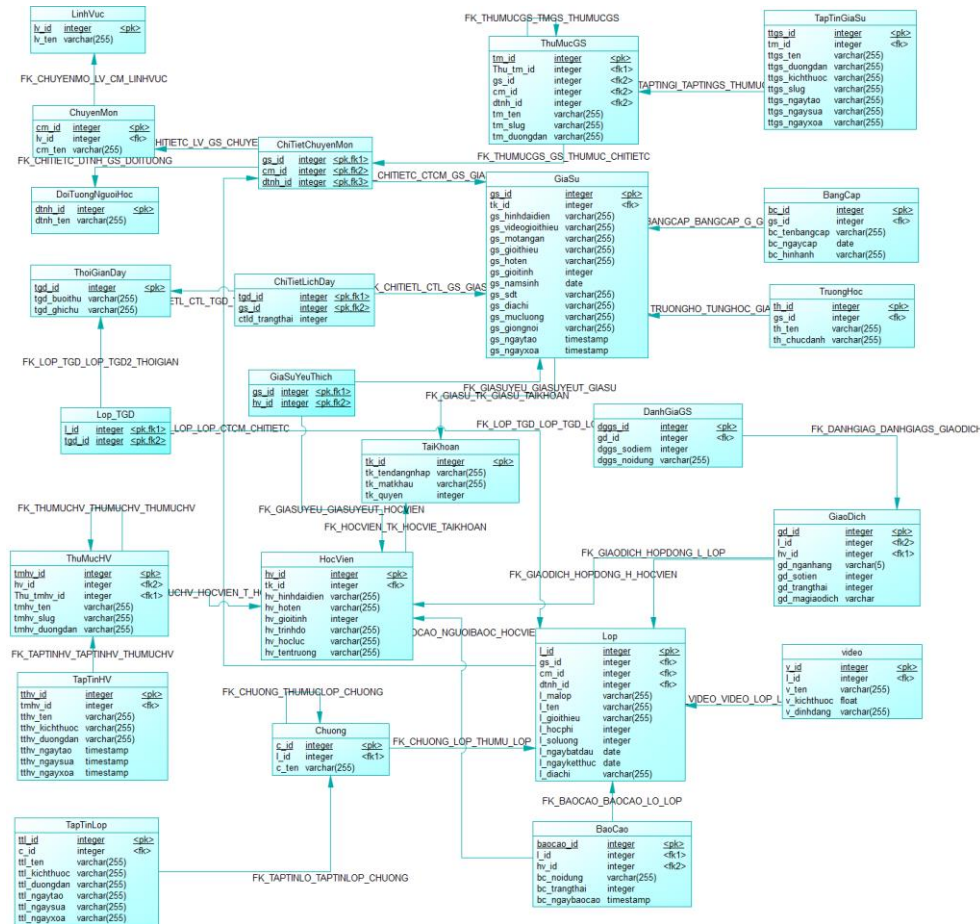 LinhVuc
lv_id integer <pk>
lv_ten varchar(255)
FK_CHUYENMO_LV_CM_LINHVUC
ChuyenMon
cm_id integer <pk>
lv_id integer <fk>
cm_ten varchar(255)
FK_CHITIETC_DTNH_GS_DOITUONG
DoiTuongNguoiHoc
dtnh_id integer <pk>
dtnh_ten varchar(255)
HITIETC_LV_GS_CHUYE
ChiTietChuyenMon
gs_id integer <pk,fk1>
cm_id integer <pk,fk2>
dtnh_id integer <pk,fk3>
_CHITIETC_CTCM_GS_GIA
FK_THUMUCGS_TMGS_THUMUCGS
ThuMucGS
tm_id integer <pk>
Thu_tm_id integer <fk1>
gs_id integer <fk2>
cm_id integer <fk2>
dtnh_id integer <fk2>
tm_ten varchar(255)
tm_slug varchar(255)
tm_duongdan varchar(255)
FK_THUMUCGS_GS_THUMUC_CHITIETC
TAPTINGI_TAPTINGS_THUMUC
TapTinGiaSu
ttgs_id integer <pk>
tm_id integer <fk>
ttgs_ten varchar(255)
ttgs_duongdan varchar(255)
ttgs_kichthuoc varchar(255)
ttgs_slug varchar(255)
ttgs_ngaytao varchar(255)
ttgs_ngaysua varchar(255)
ttgs_ngayxoa varchar(255)
GiaSu
gs_id integer <pk>
tk_id integer <fk>
gs_hinhdaidien varchar(255)
gs_videogioithieu varchar(255)
gs_motangan varchar(255)
gs_gioithieu varchar(255)
gs_hoten varchar(255)
gs_gioitinh integer
gs_namsinh date
gs_sdt varchar(255)
gs_diachi varchar(255)
gs_mucluong varchar(255)
gs_giongnoi varchar(255)
gs_ngaytao timestamp
gs_ngayxoa timestamp
BANGCAP_BANGCAP_G_G
BangCap
bc_id integer <pk>
gs_id integer <fk>
bc_tenbangcap varchar(255)
bc_ngaycap date
bc_hinhanh varchar(255)
TRUONGHO_TUNGHOC_GIA
TruongHoc
th_id integer <pk>
gs_id integer <fk>
th_ten varchar(255)
th_chucdanh varchar(255)
ThoiGianDay
tgd_id integer <pk>
tgd_buoithu varchar(255)
tgd_ghichu varchar(255)
ETL_CTL_TGD_T
ChiTietLichDay
tgd_id integer <pk,fk1>
gs_id integer <pk,fk2>
ctld_trangthai integer
K_CHITIETL_CTL_GS_GIAS
FK_LOP_TGD_LOP_TGD2_THOIGIAN
GiaSuYeuThich
gs_id integer <pk,fk1>
hv_id integer <pk,fk2>
FK_GIASUYEU_GIASUYEUT_GIASU
FK_GIASU_TK_GIASU_TAIKHOAN
Lop_TGD
l_id integer <pk,fk1>
tgd_id integer <pk,fk2>
_LOP_LOP_CTCM_CHITIETC
FK_LOP_TGD_LOP_TGD_LO
TaiKhoan
tk_id integer <pk>
tk_tendangnhap varchar(255)
tk_matkhau varchar(255)
tk_quyen integer
DanhGiaGS
dggs_id integer <pk>
gd_id integer <fk>
dggs_sodiem integer
dggs_noidung varchar(255)
FK_DANHGIAG_DANHGIAGS_GIAODICH
FK_GIASUYEU_GIASUYEUT_HOCVIEN
FK_HOCVIEN_TK_HOCVIE_TAIKHOAN
GiaoDich
gd_id integer <pk>
l_id integer <fk2>
hv_id integer <fk1>
gd_nganhang varchar(5)
gd_sotien integer
gd_trangthai integer
gd_magiaodich varchar
FK_GIAODICH_HOPDONG_L_LOP
FK_GIAODICH_HOPDONG_H_HOCVIEN
FK_THUMUCHV_THUMUCHV_THUMUCHV
ThuMucHV
tmhv_id integer <pk>
hv_id integer <fk2>
Thu_tmhv_id integer <fk1>
tmhv_ten varchar(255)
tmhv_slug varchar(255)
tmhv_duongdan varchar(255)
UCHV_HOCVIEN_T_H
HocVien
hv_id integer <pk>
tk_id integer <fk>
hv_hinhdaidien varchar(255)
hv_hoten varchar(255)
hv_gioitinh integer
hv_trinhdo varchar(255)
hv_hocluc varchar(255)
hv_tentruong varchar(255)
OCAO_NGUOIBAOC_HOCVIE
Lop
l_id integer <pk>
gs_id integer <fk>
cm_id integer <fk>
dtnh_id integer <fk>
l_malop varchar(255)
l_ten varchar(255)
l_gioithieu varchar(255)
l_hocphi integer
l_soluong integer
l_ngaybatdau date
l_ngayketthuc date
l_diachi varchar(255)
video
v_id integer <pk>
l_id integer <fk>
v_ten varchar(255)
v_kichthuoc float
v_dinhdang varchar(255)
VIDEO_VIDEO_LOP_L
FK_TAPTINHV_TAPTINHV_THUMUCHV
TapTinHV
tthv_id integer <pk>
tmhv_id integer <fk>
tthv_ten varchar(255)
tthv_kichthuoc varchar(255)
tthv_duongdan varchar(255)
tthv_ngaytao timestamp
tthv_ngaysua timestamp
tthv_ngayxoa timestamp
FK_CHUONG_THUMUCLOP_CHUONG
Chuong
c_id integer <pk>
l_id integer <fk1>
c_ten varchar(255)
FK_CHUONG_LOP_THUMU_LOP
FK_BAOCAO_BAOCAO_LO_LOP
BaoCao
baocao_id integer <pk>
l_id integer <fk1>
hv_id integer <fk2>
bc_noidung varchar(255)
bc_trangthai integer
bc_ngaybaocao timestamp
TapTinLop
ttl_id integer <pk>
c_id integer <fk>
ttl_ten varchar(255)
ttl_kichthuoc varchar(255)
ttl_duongdan varchar(255)
ttl_ngaytao varchar(255)
ttl_ngaysua varchar(255)
ttl_ngayxoa varchar(255)
FK_TAPTINLO_TAPTINLOP_CHUONG